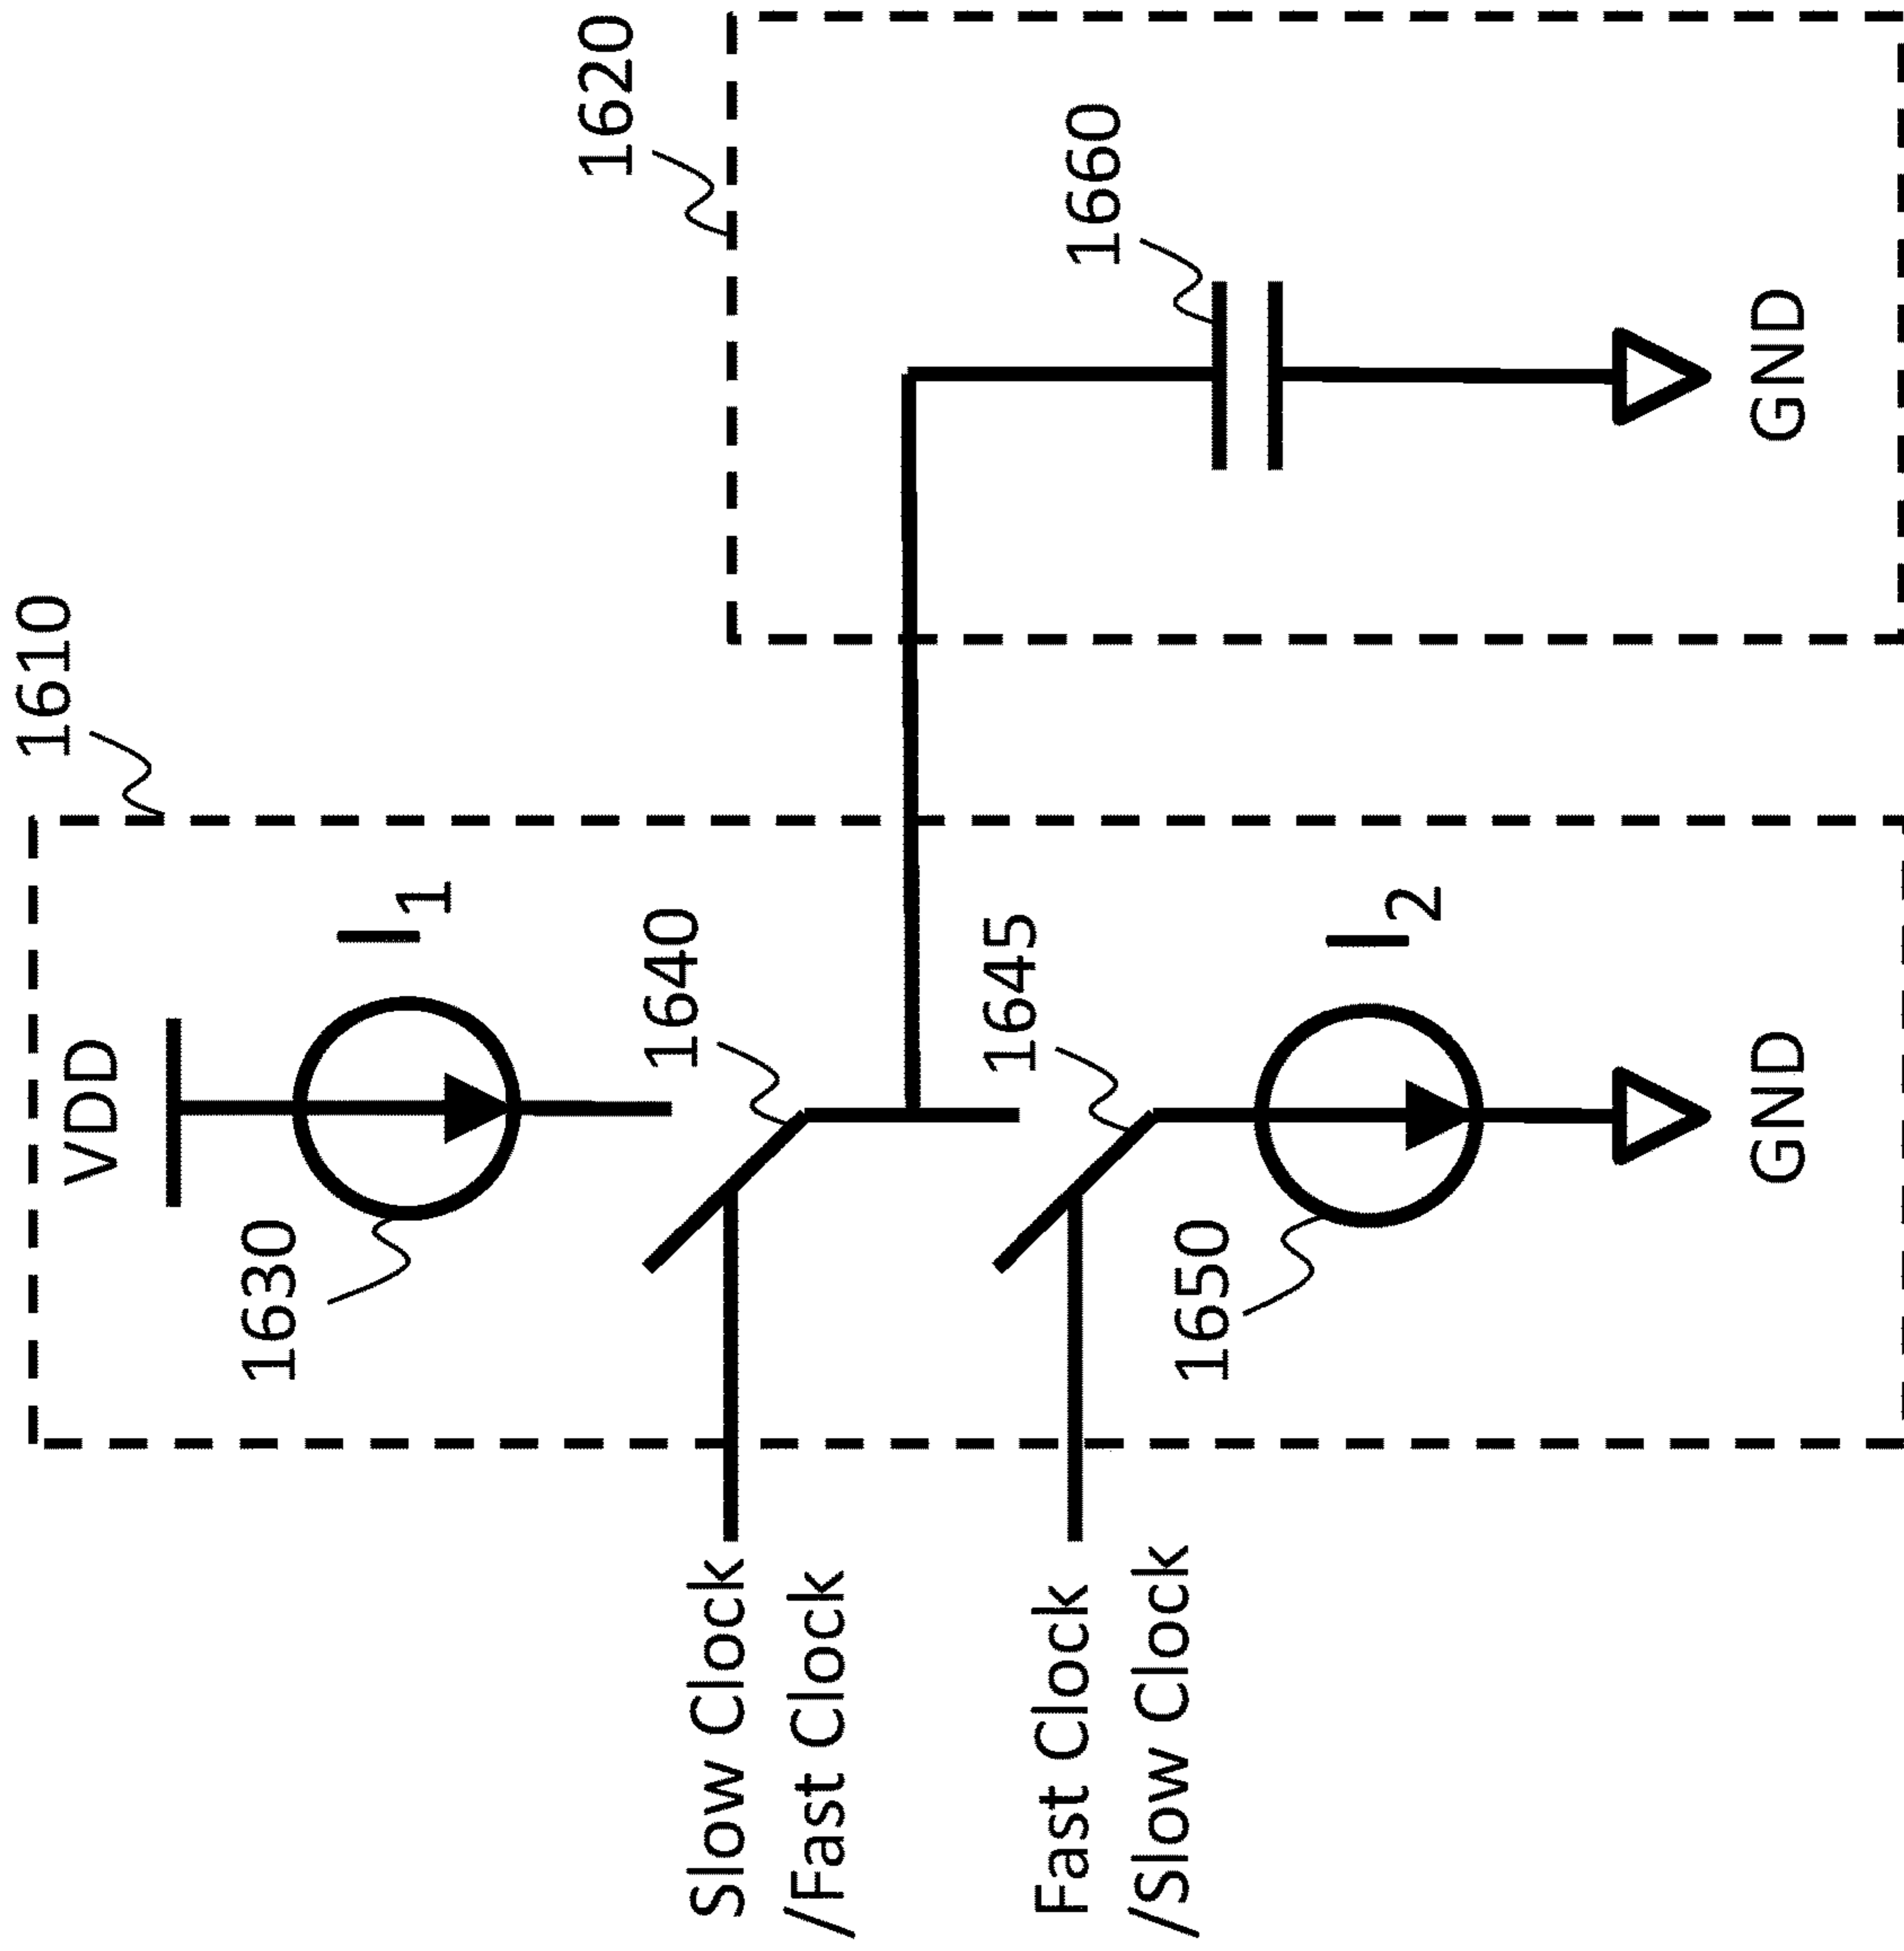 1610
1620
VDD
1630
I1
1640
Slow Clock
/Fast Clock
1645
Fast Clock
/Slow Clock
1650
I2
1660
GND
GND